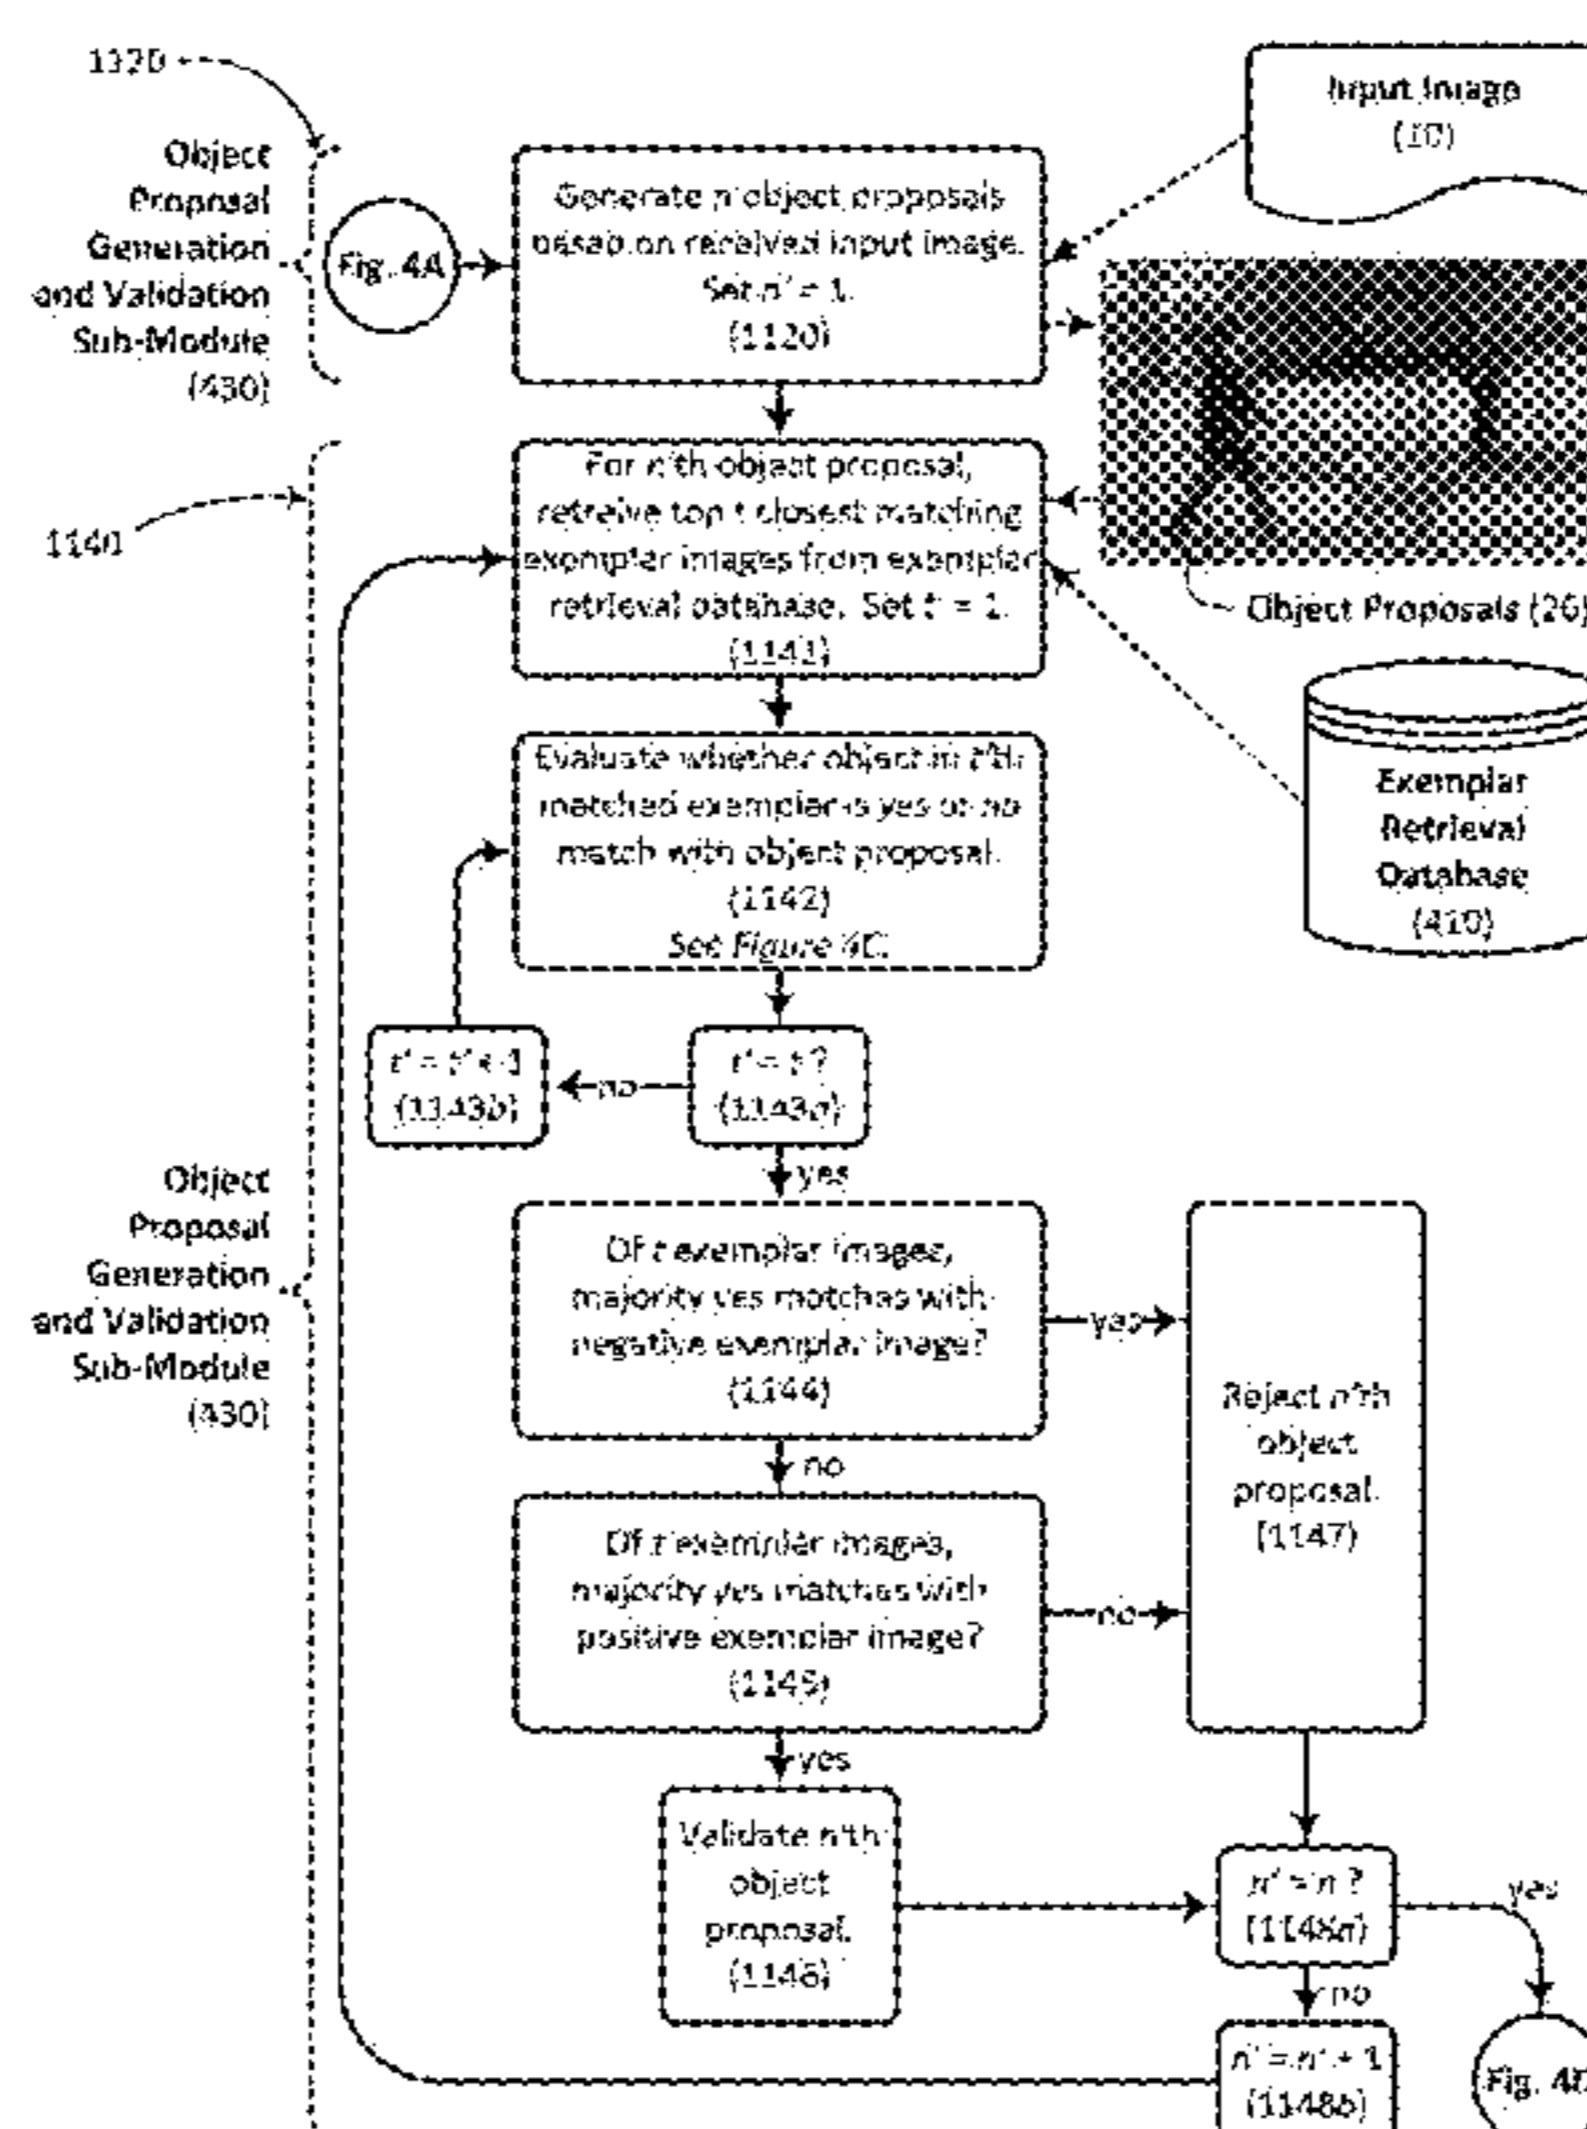 1120
Object
Proposal
Generation
and Validation
Sub-Module
(430)
Fig. 4A
Generate n object proposals
based on received input image.
Set n' = 1.
(1120)
Input Image
(10)
Object Proposals (20)
1140
For n'th object proposal,
retreive top t closest matching
exemplar images from exemplar
retrieval database. Set t' = 1.
(1141)
Exemplar
Retrieval
Database
(410)
Evaluate whether object in t'th
matched exemplar is yes or no
match with object proposal.
(1142)
See Figure 4C.
t' = t' + 1
(1143b)
no
t' = t ?
(1143a)
yes
Object
Proposal
Generation
and Validation
Sub-Module
(430)
Of t exemplar images,
majority yes matches with
negative exemplar image?
(1144)
yes
no
Of t exemplar images,
majority yes matches with
positive exemplar image?
(1145)
no
yes
Reject n'th
object
proposal.
(1147)
Validate n'th
object
proposal.
(1146)
n' = n ?
(1148a)
yes
no
n' = n' + 1
(1148b)
Fig.